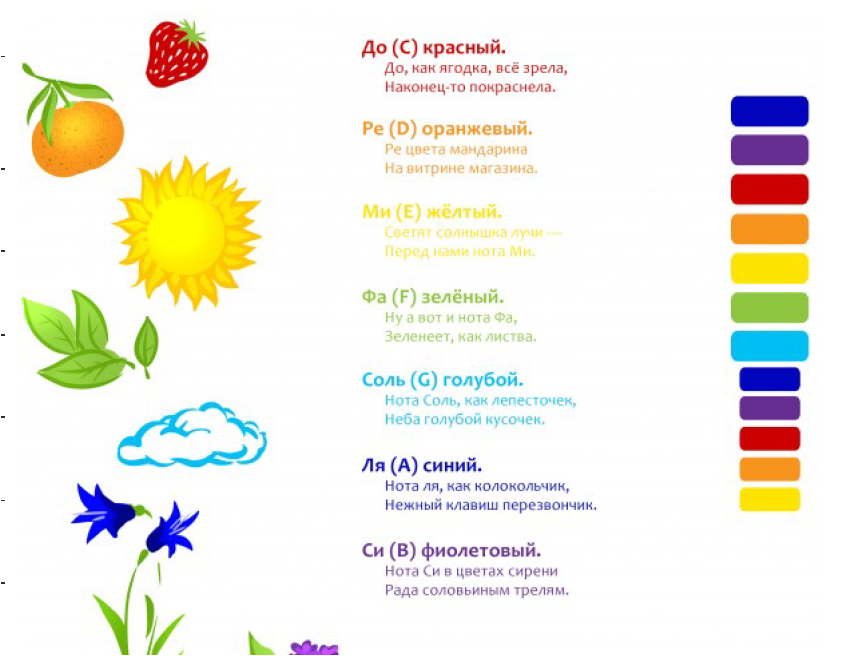 До (C) красный.
До, как ягодка, всё зрела,
Наконец-то покраснела.
Ре (D) оранжевый.
Ре цвета мандарина
На витрине магазина.
Ми (E) жёлтый.
Светят солнышка лучи —
Перед нами нота Ми.
Фа (F) зелёный.
Ну а вот и нота Фа,
Зеленеет, как листва.
Соль (G) голубой.
Нота Соль, как лепесточек,
Неба голубой кусочек.
Ля (A) синий.
Нота ля, как колокольчик,
Нежный клавиш перезвончик.
Си (B) фиолетовый.
Нота Си в цветах сирени
Рада соловьиным трелям.